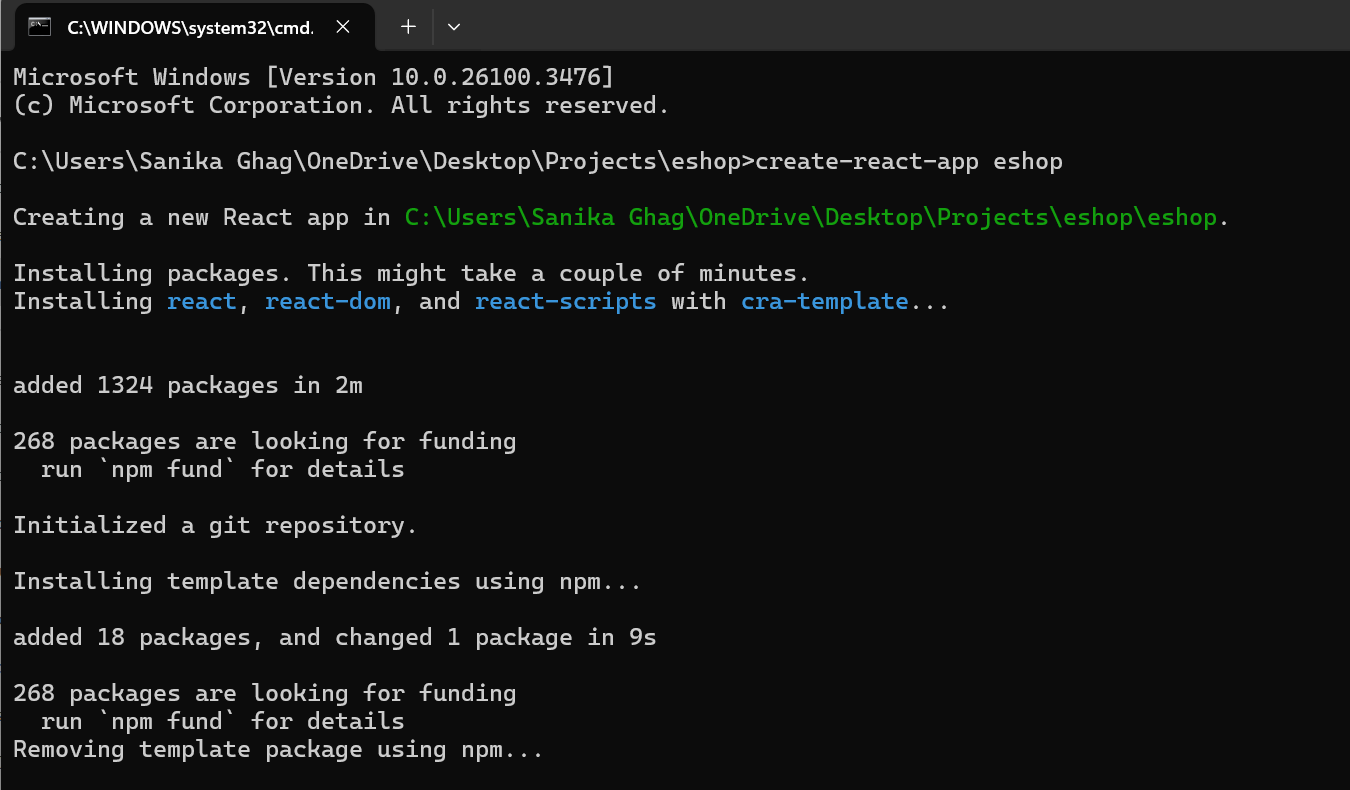 C:\WINDOWS\system32\cmd.
Microsoft Windows [Version 10.0.26100.3476]
(c) Microsoft Corporation. All rights reserved.
C:\Users\Sanika Ghag\OneDrive\Desktop\Projects\eshop>create-react-app eshop
Creating a new React app in C:\Users\Sanika Ghag\OneDrive\Desktop\Projects\eshop\eshop.
Installing packages. This might take a couple of minutes.
Installing react, react-dom, and react-scripts with cra-template...
added 1324 packages in 2m
268 packages are looking for funding
  run `npm fund` for details
Initialized a git repository.
Installing template dependencies using npm...
added 18 packages, and changed 1 package in 9s
268 packages are looking for funding
  run `npm fund` for details
Removing template package using npm...